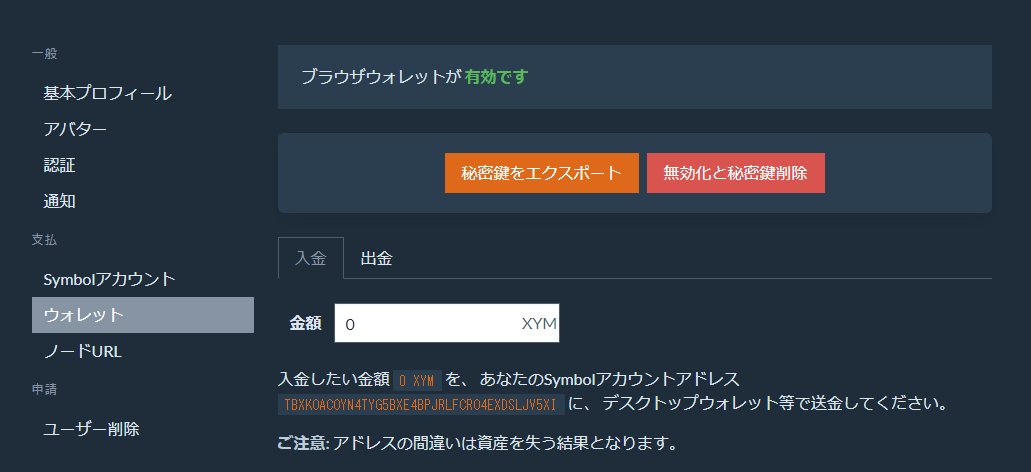 一般
基本プロフィール
アバター
認証
通知
支払
Symbolアカウント
ウォレット
ノードURL
申請
ユーザー削除
ブラウザウォレットが 有効です
秘密鍵をエクスポート 無効化と秘密鍵削除
入金 出金
金額 0 XYM
入金したい金額 0 XYM を、 あなたのSymbolアカウントアドレス
TBXKOACOYN4TYG5BXE4BPJRLFCRO4EXDSLJV5XI に、 デスクトップウォレット等で送金してください。
ご注意: アドレスの間違いは資産を失う結果となります。